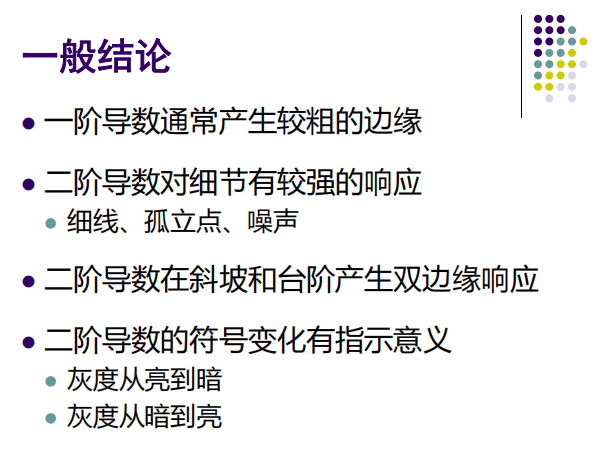 一般结论
一阶导数通常产生较粗的边缘
二阶导数对细节有较强的响应
细线、孤立点、噪声
二阶导数在斜坡和台阶产生双边缘响应
二阶导数的符号变化有指示意义
灰度从亮到暗
灰度从暗到亮